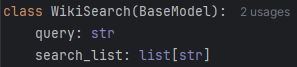 class WikiSearch(BaseModel): 2 usages
    query: str
    search_list: list[str]